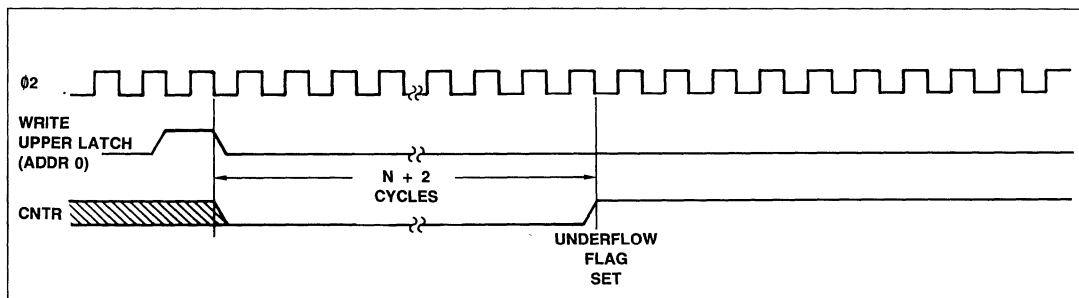 φ2
WRITE
UPPER LATCH
(ADDR 0)
N + 2
CYCLES
CNTR
UNDERFLOW
FLAG
SET